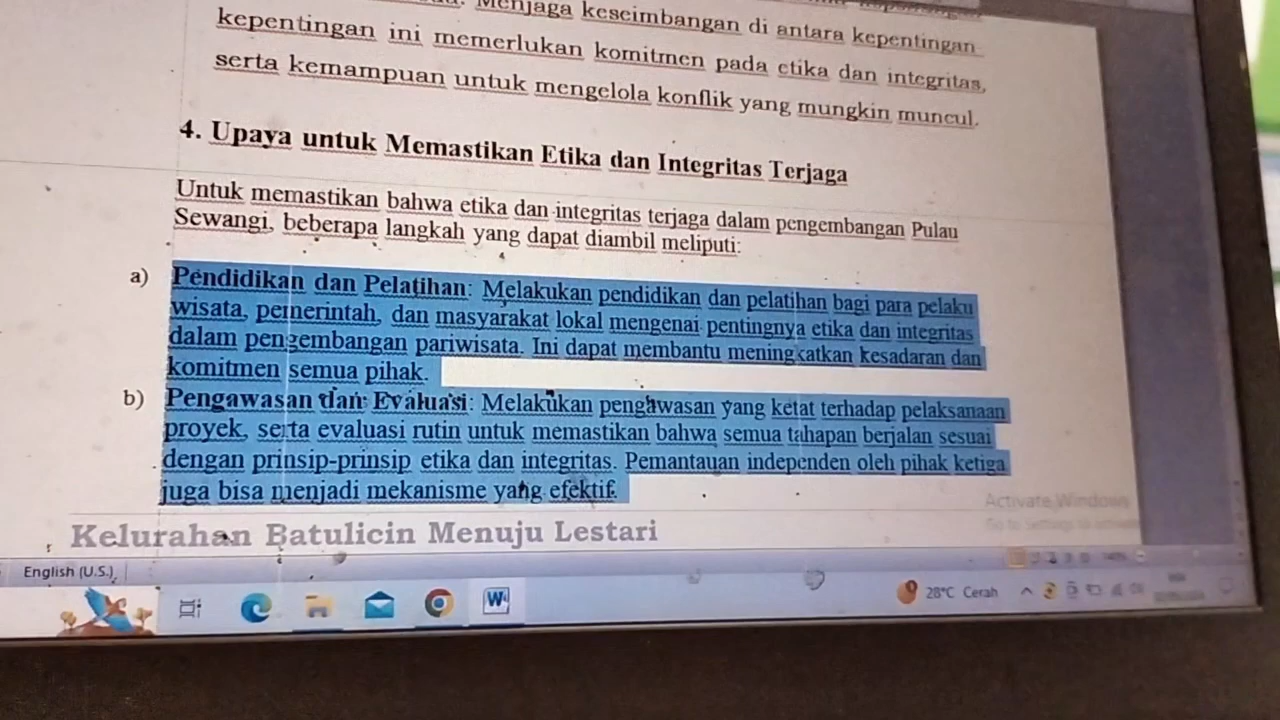 Menjaga keseimbangan di antara kepentingan-
kepentingan ini memerlukan komitmen pada etika dan integritas,
serta kemampuan untuk mengelola konflik yang mungkin muncul.
4. Upaya untuk Memastikan Etika dan Integritas Terjaga
Untuk memastikan bahwa etika dan integritas terjaga dalam pengembangan Pulau
Sewangi, beberapa langkah yang dapat diambil meliputi:
a) Pendidikan dan Pelatihan: Melakukan pendidikan dan pelatihan bagi para pelaku
wisata, pemerintah, dan masyarakat lokal mengenai pentingnya etika dan integritas
dalam pengembangan pariwisata. Ini dapat membantu meningkatkan kesadaran dan
komitmen semua pihak.
b) Pengawasan dan Evaluasi: Melakukan pengawasan yang ketat terhadap pelaksanaan
proyek, serta evaluasi rutin untuk memastikan bahwa semua tahapan berjalan sesuai
dengan prinsip-prinsip etika dan integritas. Pemantauan independen oleh pihak ketiga
juga bisa menjadi mekanisme yang efektif.
Activate Windows
Kelurahan Batulicin Menuju Lestari
English (U.S.)
W
28°C Cerah